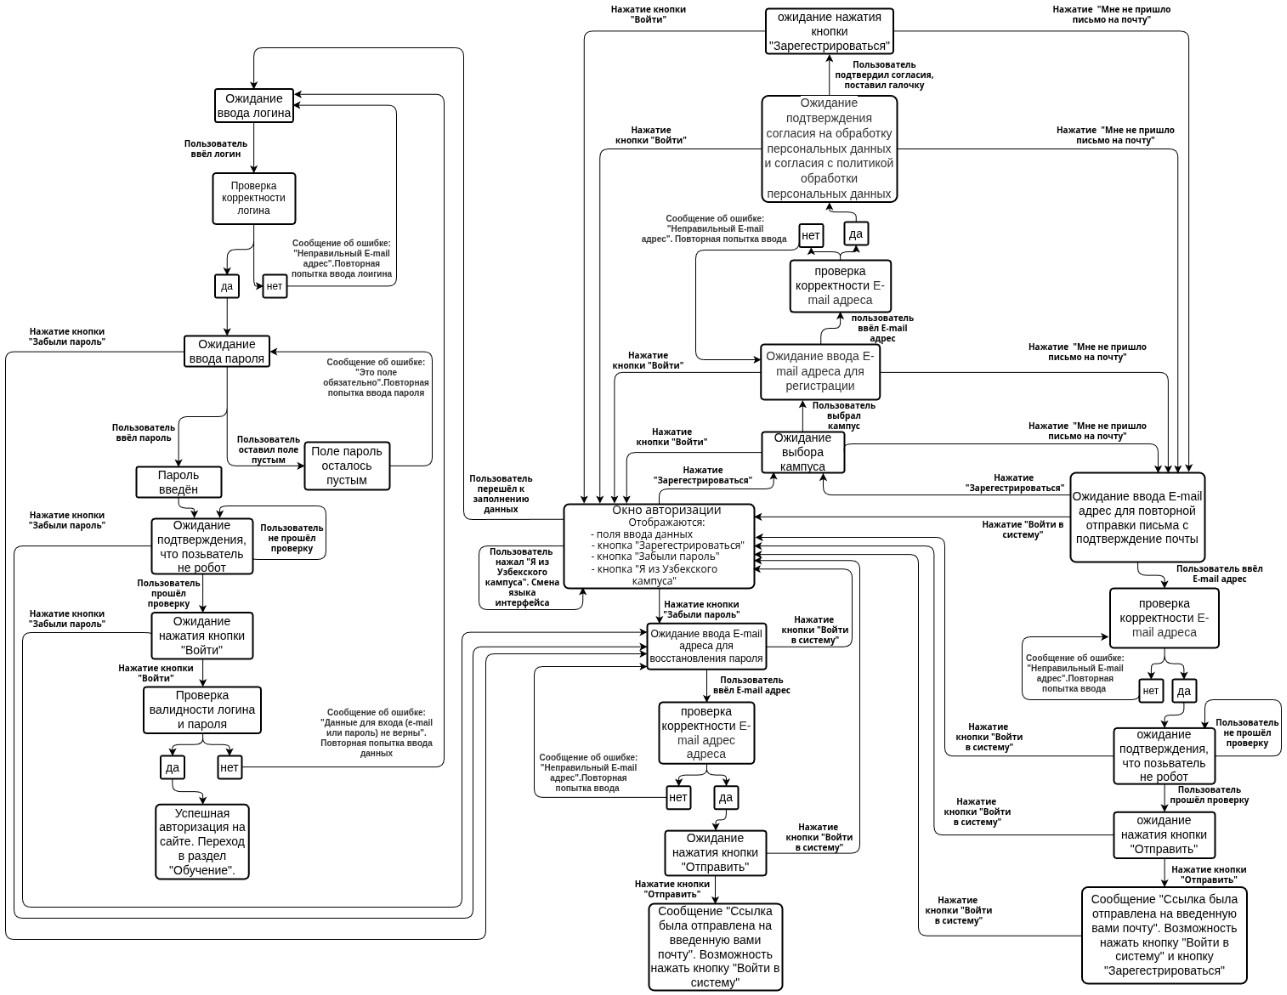 Нажатие кнопки
"Войти"
ожидание нажатия
кнопки
"Зарегестрироваться"
Нажатие "Мне не пришло
письмо на почту"
Пользователь
подтвердил согласия,
поставил галочку
Ожидание
ввода логина
Ожидание
подтверждения
согласия на обработку
персональных данных
и согласия с политикой
обработки
персональных данных
Нажатие
кнопки "Войти"
Нажатие "Мне не пришло
письмо на почту"
Пользователь
ввёл логин
Проверка
корректности
логина
Сообщение об ошибке:
"Неправильный E-mail
адрес". Повторная попытка ввода
нет
да
Сообщение об ошибке:
"Неправильный E-mail
адрес".Повторная
попытка ввода лоигина
да
нет
проверка
корректности E-
mail адреса
пользователь
ввёл E-mail
адрес
Нажатие кнопки
"Забыли пароль"
Ожидание
ввода пароля
Сообщение об ошибке:
"Это поле
обязательно".Повторная
попытка ввода пароля
Нажатие
кнопки "Войти"
Ожидание ввода E-
mail адреса для
регистрации
Нажатие "Мне не пришло
письмо на почту"
Пользователь
выбрал
кампус
Пользователь
ввёл пароль
Пользователь
оставил поле
пустым
Поле пароль
осталось
пустым
Нажатие
кнопки "Войти"
Ожидание
выбора
кампуса
Нажатие "Мне не пришло
письмо на почту"
Пароль
введён
Пользователь
перешёл к
заполнению
данных
Нажатие
"Зарегестрироваться"
Нажатие
"Зарегестрироваться"
Ожидание ввода E-mail
адрес для повторной
отправки письма с
подтверждение почты
Нажатие "Войти в
систему"
Окно авторизации
Отображаются:
- поля ввода данных
- кнопка "Зарегестрироваться"
- кнопка "Забыли пароль"
- кнопка "Я из Узбекского
кампуса"
Нажатие кнопки
"Забыли пароль"
Ожидание
подтверждения,
что позьватель
не робот
Пользователь
не прошёл
проверку
Пользователь
нажал "Я из
Узбекского
кампуса". Смена
языка
интерфейса
Пользователь ввёл
E-mail адрес
Пользователь
прошёл
проверку
Нажатие кнопки
"Забыли пароль"
Нажатие кнопки
"Забыли пароль"
Ожидание
нажатия кнопки
"Войти"
Ожидание ввода E-mail
адреса для
восстановления пароля
Нажатие
кнопки "Войти
в систему"
проверка
корректности E-
mail адреса
Сообщение об ошибке:
"Неправильный E-mail
адрес".Повторная
попытка ввода
нет
да
Нажатие кнопки
"Войти"
Пользователь
ввёл E-mail адрес
Проверка
валидности логина
и пароля
Сообщение об ошибке:
"Данные для входа (e-mail
или пароль) не верны".
Повторная попытка ввода
данных
проверка
корректности E-
mail адрес
адреса
Нажатие
кнопки "Войти
в систему"
ожидание
подтверждения,
что позьватель
не робот
Пользователь
не прошёл
проверку
да
нет
Сообщение об ошибке:
"Неправильный E-mail
адрес".Повторная
попытка ввода
нет
да
Пользователь
прошёл проверку
Успешная
авторизация на
сайте. Переход
в раздел
"Обучение".
Ожидание
нажатия кнопки
"Отправить"
Нажатие
кнопки "Войти
в систему"
Нажатие
кнопки "Войти
в систему"
ожидание
нажатия кнопки
"Отправить"
Нажатие кнопки
"Отправить"
Нажатие кнопки
"Отправить"
Сообщение "Ссылка
была отправлена на
введенную вами
почту". Возможность
нажать кнопку "Войти в
систему"
Нажатие
кнопки "Войти
в систему"
Сообщение "Ссылка была
отправлена на введенную
вами почту". Возможность
нажать кнопку "Войти в
систему" и кнопку
"Зарегестрироваться"